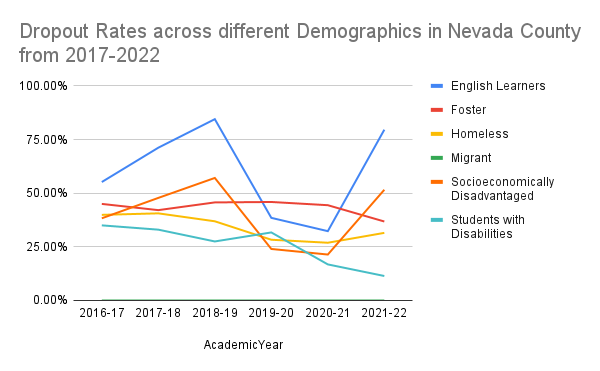 Dropout Rates across different Demographics in Nevada County
from 2017-2022
100.00%
75.00%
50.00%
25.00%
0.00%
2016-17 2017-18 2018-19 2019-20 2020-21 2021-22
AcademicYear
English Learners
Foster
Homeless
Migrant
Socioeconomically
Disadvantaged
Students with
Disabilities